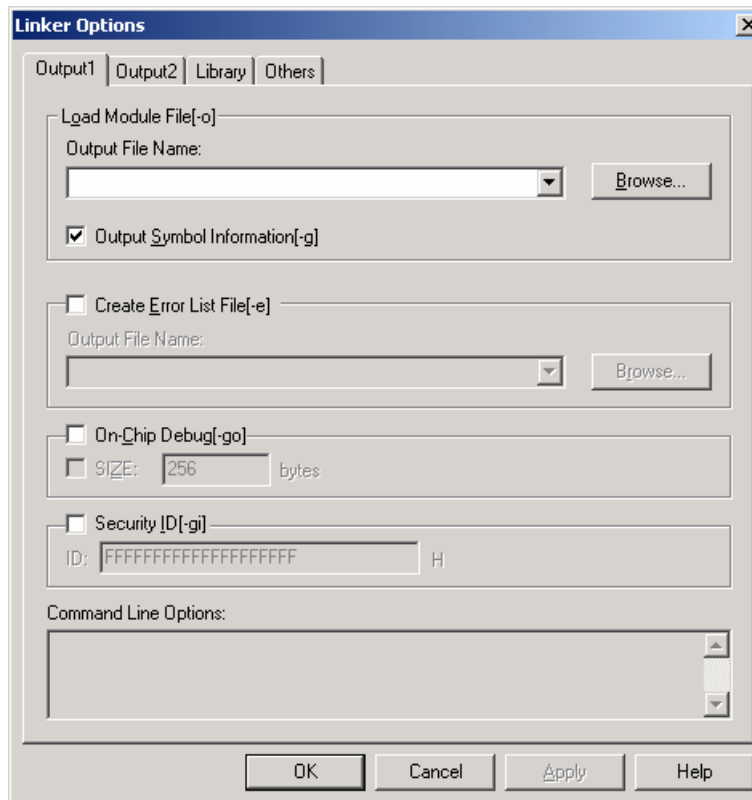 Linker Options
Output1 Output2 Library Others
Load Module File[-o]
Output File Name:
Browse...
Output Symbol Information[-g]
Create Error List File[-e]
Output File Name:
Browse...
On-Chip Debug[-go]
SIZE: 256 bytes
Security ID[-gi]
ID: FFFFFFFFFFFFFFFFFFFF H
Command Line Options:
OK Cancel Apply Help